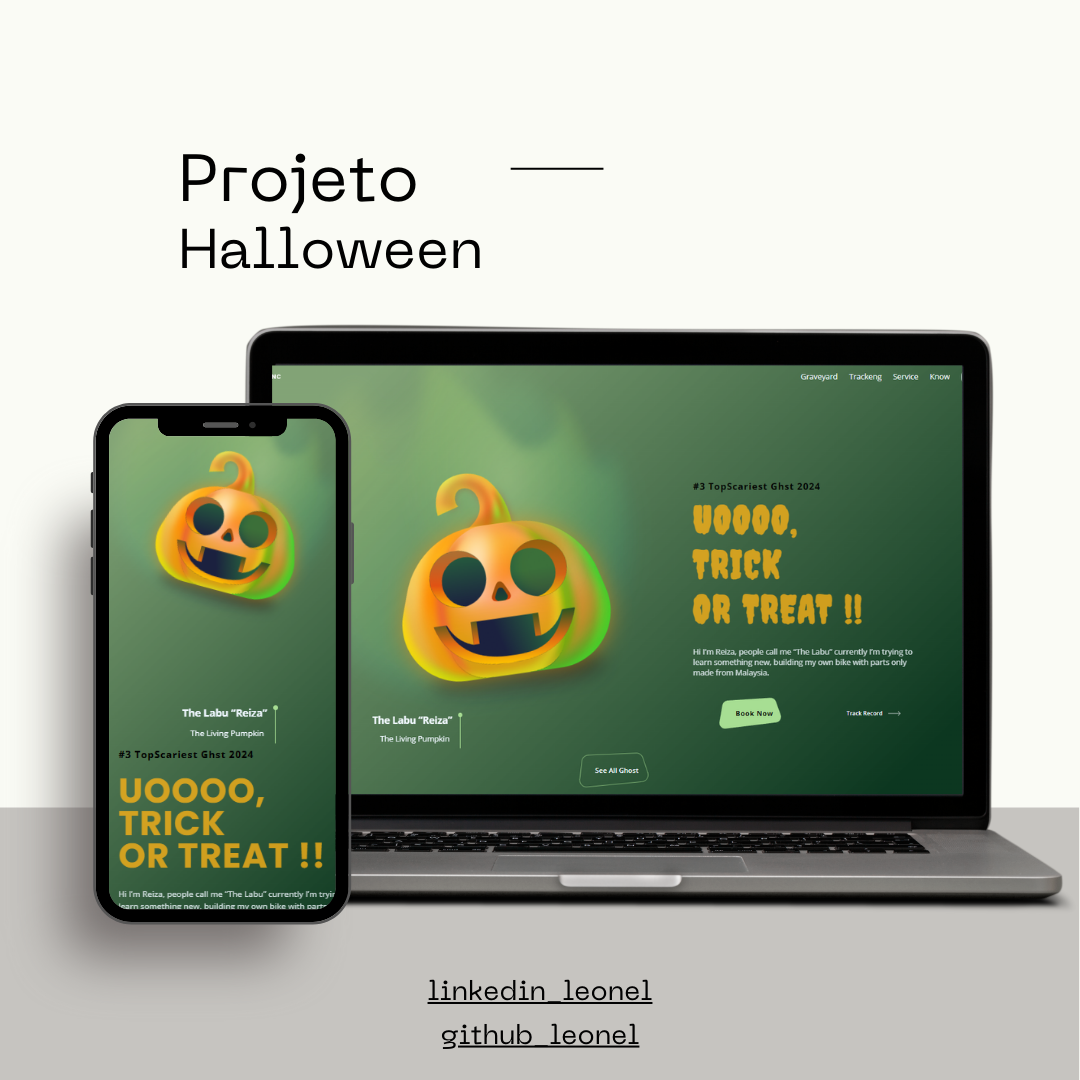 Projeto
Halloween
NC
Graveyard Trackeng Service Know
#3 TopScariest Ghst 2024
UOOOO,
TRICK
OR TREAT !!
Hi I'm Reiza, people call me “The Labu” currently I'm trying to
learn something new, building my own bike with parts only
made from Malaysia.
Book Now
Track Record
The Labu “Reiza”
The Living Pumpkin
See All Ghost
The Labu “Reiza”
The Living Pumpkin
#3 TopScariest Ghst 2024
UOOOO,
TRICK
OR TREAT !!
Hi I'm Reiza, people call me “The Labu” currently I'm tryin
learn something new, building my own bike with parts
linkedin_leonel
github_leonel